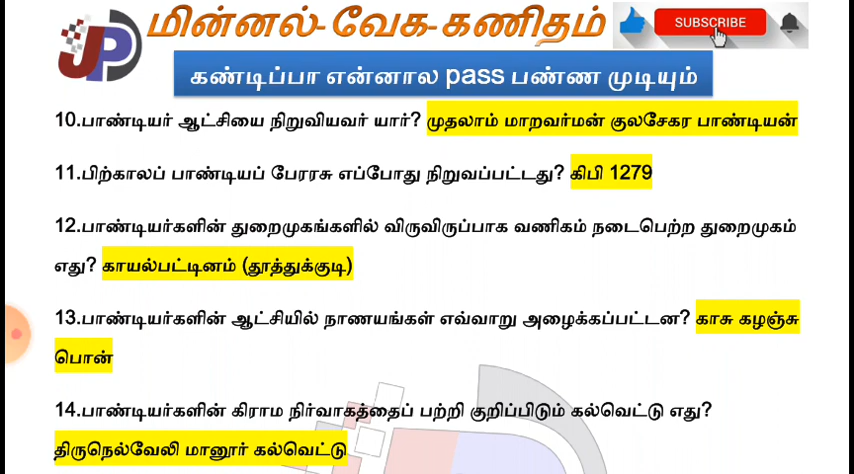 மின்னல்-வேக-கணிதம்
JP
SUBSCRIBE
கண்டிப்பா என்னால pass பண்ண முடியும்
10.பாண்டியர் ஆட்சியை நிறுவியவர் யார்? முதலாம் மாறவர்மன் குலசேகர பாண்டியன்
11.பிற்காலப் பாண்டியப் பேரரசு எப்போது நிறுவப்பட்டது? கிபி 1279
12.பாண்டியர்களின் துறைமுகங்களில் விருவிருப்பாக வணிகம் நடைபெற்ற துறைமுகம்
எது? காயல்பட்டினம் (தூத்துக்குடி)
13.பாண்டியர்களின் ஆட்சியில் நாணயங்கள் எவ்வாறு அழைக்கப்பட்டன? காசு கழஞ்சு
பொன்
14.பாண்டியர்களின் கிராம நிர்வாகத்தைப் பற்றி குறிப்பிடும் கல்வெட்டு எது?
திருநெல்வேலி மானூர் கல்வெட்டு